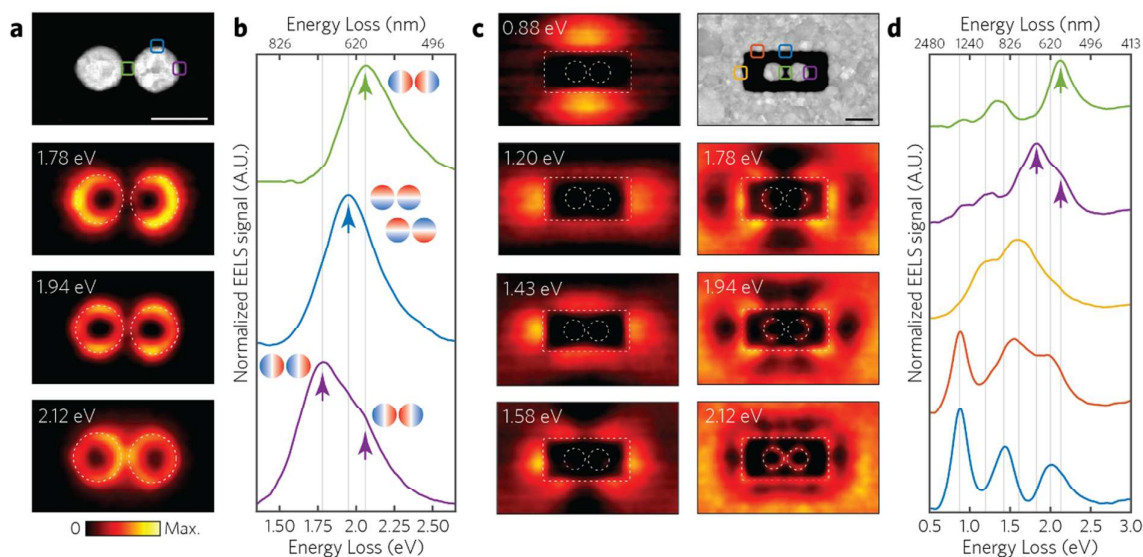 a
1.78 eV
1.94 eV
2.12 eV
0
Max.
b
Energy Loss (nm)
826 620 496
Normalized EELS signal (A.U.)
1.50 1.75 2.00 2.25 2.50
Energy Loss (eV)
c
0.88 eV
1.20 eV
1.78 eV
1.43 eV
1.94 eV
1.58 eV
2.12 eV
d
Energy Loss (nm)
2480 1240 826 620 496 413
Normalized EELS signal (A.U.)
0.5 1.0 1.5 2.0 2.5 3.0
Energy Loss (eV)